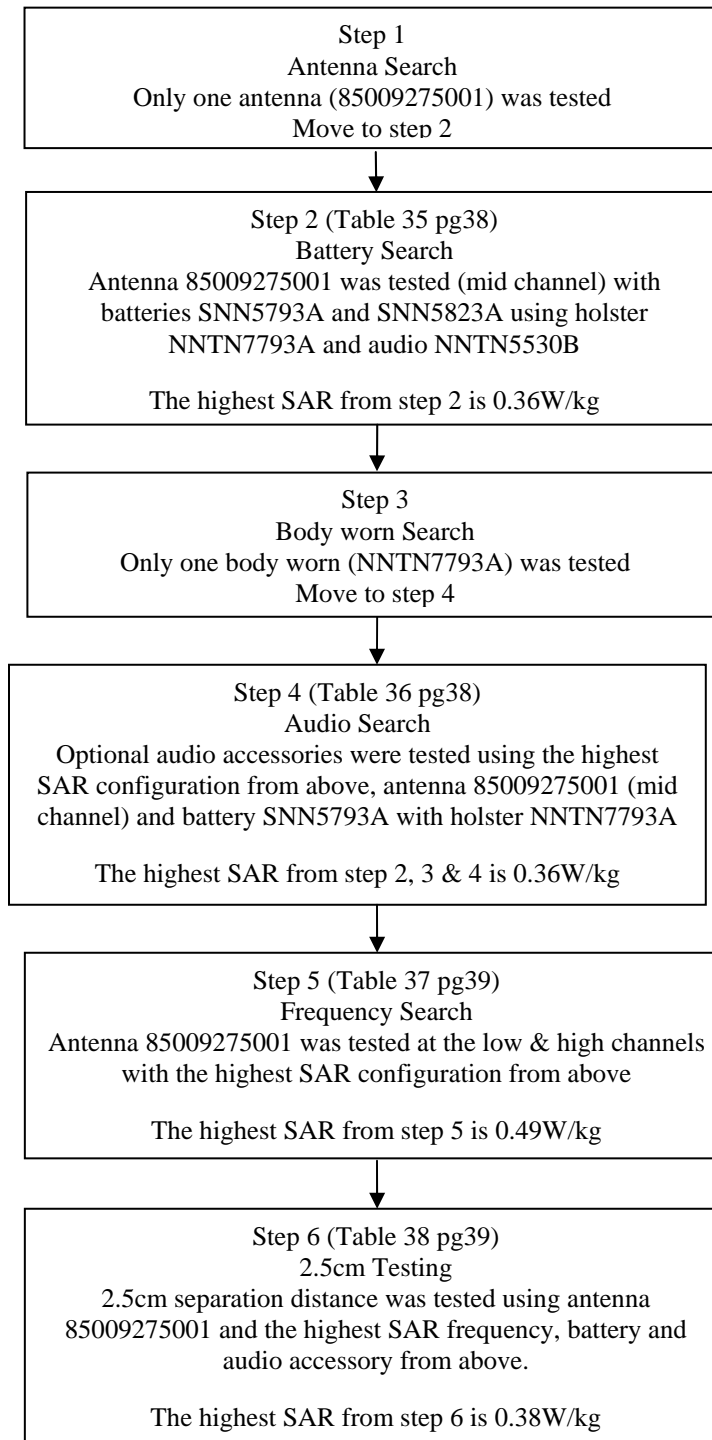 Step 1
Antenna Search
Only one antenna (85009275001) was tested
Move to step 2
Step 2 (Table 35 pg38)
Battery Search
Antenna 85009275001 was tested (mid channel) with
batteries SNN5793A and SNN5823A using holster
NNTN7793A and audio NNTN5530B
The highest SAR from step 2 is 0.36W/kg
Step 3
Body worn Search
Only one body worn (NNTN7793A) was tested
Move to step 4
Step 4 (Table 36 pg38)
Audio Search
Optional audio accessories were tested using the highest
SAR configuration from above, antenna 85009275001 (mid
channel) and battery SNN5793A with holster NNTN7793A
The highest SAR from step 2, 3 & 4 is 0.36W/kg
Step 5 (Table 37 pg39)
Frequency Search
Antenna 85009275001 was tested at the low & high channels
with the highest SAR configuration from above
The highest SAR from step 5 is 0.49W/kg
Step 6 (Table 38 pg39)
2.5cm Testing
2.5cm separation distance was tested using antenna
85009275001 and the highest SAR frequency, battery and
audio accessory from above.
The highest SAR from step 6 is 0.38W/kg